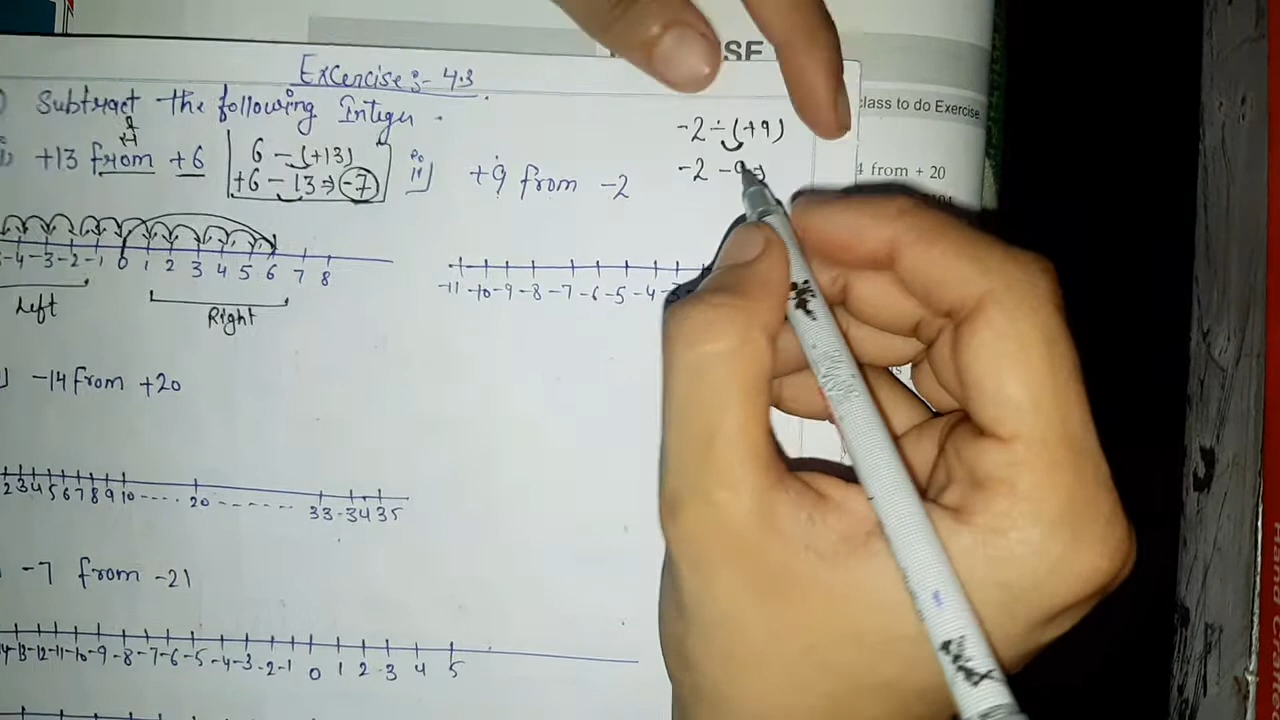 SE
Excercise :- 4.3
class to do Exercise
Subtract the following Integer.
+13 from +6
6 - (+13)
+6 - 13 ⇒ -7
ii)
+9 from -2
-2 ÷ (+9)
-2 - 9 ⇒
4 from + 20
-4 -3 -2 -1 0 1 2 3 4 5 6 7 8
Left
Right
-11 -10 -9 -8 -7 -6 -5 -4 -3
-14 from +20
2 3 4 5 6 7 8 9 10 .... 20 ------ 33 34 35
-7 from -21
-13 -12 -11 -10 -9 -8 -7 -6 -5 -4 -3 -2 -1 0 1 2 3 4 5